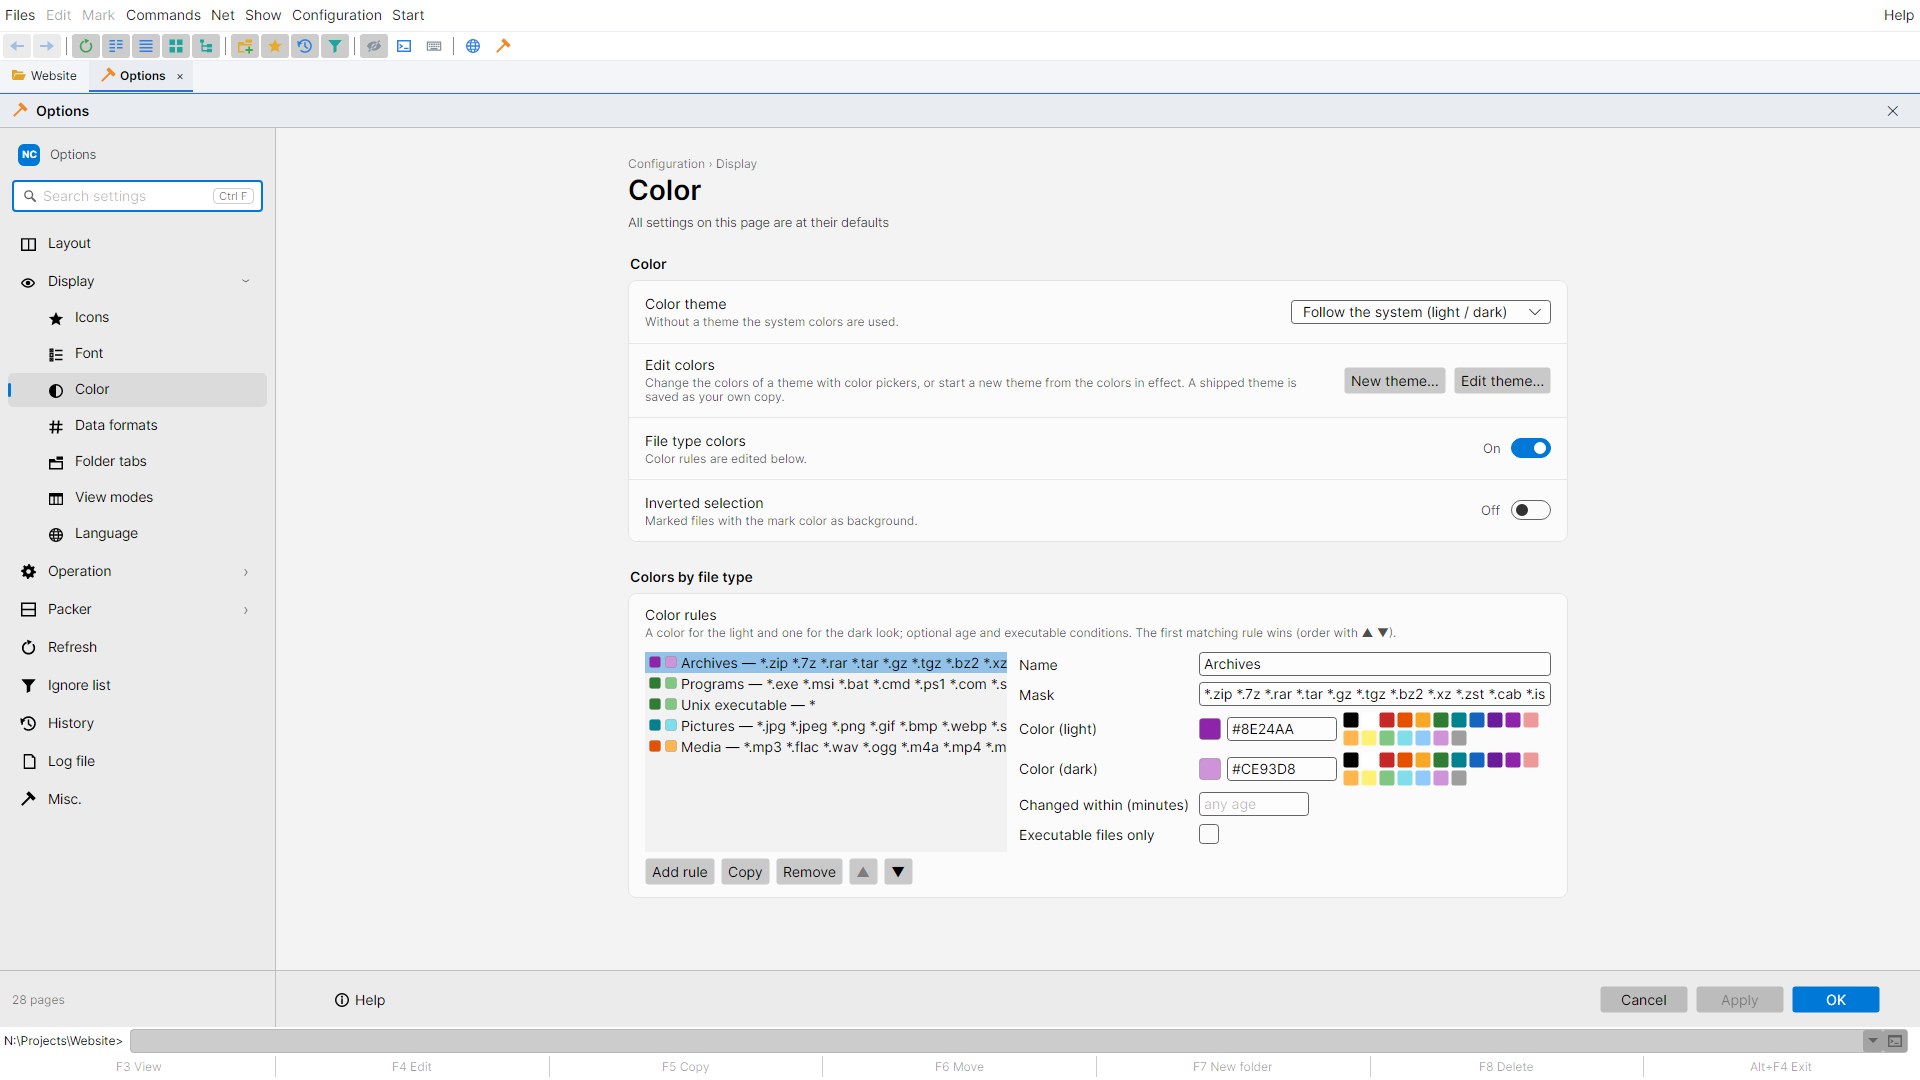 Files Edit Mark Commands Net Show Configuration Start Help
Website Options ×
Options
NC Options
Search settings Ctrl F
Layout
Display
Icons
Font
Color
Data formats
Folder tabs
View modes
Language
Operation
Packer
Refresh
Ignore list
History
Log file
Misc.
28 pages
Configuration › Display
Color
All settings on this page are at their defaults
Color
Color theme
Without a theme the system colors are used.
Follow the system (light / dark)
Edit colors
Change the colors of a theme with color pickers, or start a new theme from the colors in effect. A shipped theme is
saved as your own copy.
New theme... Edit theme...
File type colors
Color rules are edited below.
On
Inverted selection
Marked files with the mark color as background.
Off
Colors by file type
Color rules
A color for the light and one for the dark look; optional age and executable conditions. The first matching rule wins (order with ▲ ▼).
Archives — *.zip *.7z *.rar *.tar *.gz *.tgz *.bz2 *.xz
Programs — *.exe *.msi *.bat *.cmd *.ps1 *.com *.s
Unix executable — *
Pictures — *.jpg *.jpeg *.png *.gif *.bmp *.webp *.s
Media — *.mp3 *.flac *.wav *.ogg *.m4a *.mp4 *.m
Add rule Copy Remove ▲ ▼
Name Archives
Mask *.zip *.7z *.rar *.tar *.gz *.tgz *.bz2 *.xz *.zst *.cab *.is
Color (light) #8E24AA
Color (dark) #CE93D8
Changed within (minutes) any age
Executable files only
Help
Cancel Apply OK
N:\Projects\Website>
F3 View F4 Edit F5 Copy F6 Move F7 New folder F8 Delete Alt+F4 Exit